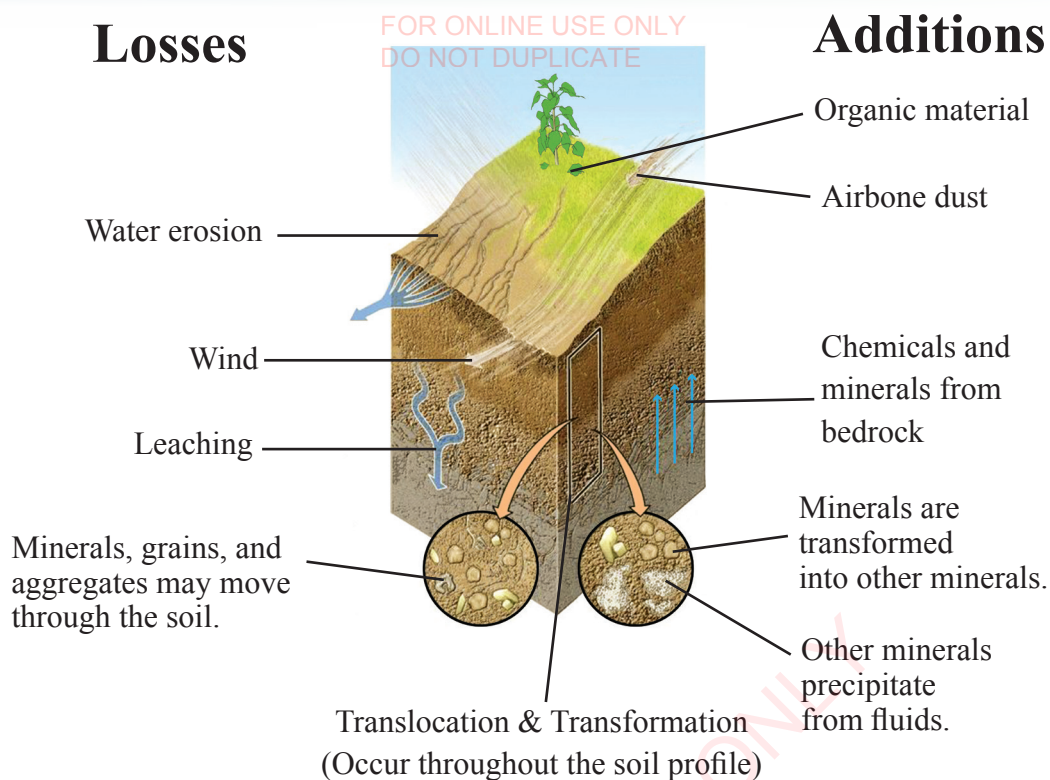 FOR ONLINE USE ONLY
DO NOT DUPLICATE
Losses
Additions
Organic material
Airbone dust
Water erosion
Wind
Chemicals and
minerals from
bedrock
Leaching
Minerals, grains, and
aggregates may move
through the soil.
Minerals are
transformed
into other minerals.
Other minerals
precipitate
from fluids.
Translocation & Transformation
(Occur throughout the soil profile)
ONLY